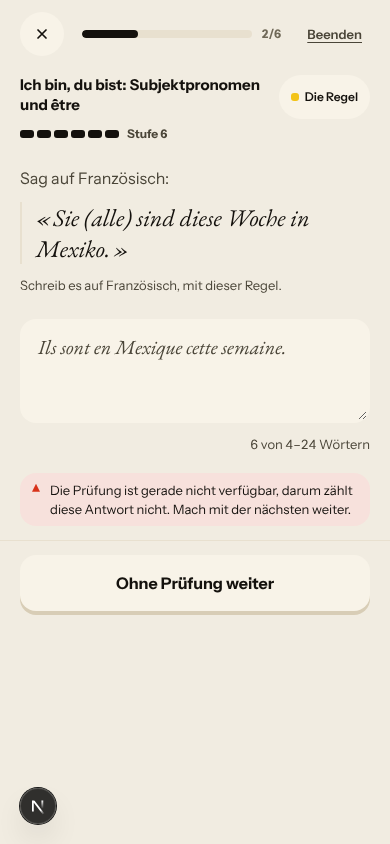 2/6
Beenden
Ich bin, du bist: Subjektpronomen
und être
Die Regel
Stufe 6
Sag auf Französisch:
« Sie (alle) sind diese Woche in
Mexiko. »
Schreib es auf Französisch, mit dieser Regel.
Ils sont en Mexique cette semaine.
6 von 4–24 Wörtern
Die Prüfung ist gerade nicht verfügbar, darum zählt
diese Antwort nicht. Mach mit der nächsten weiter.
Ohne Prüfung weiter
N